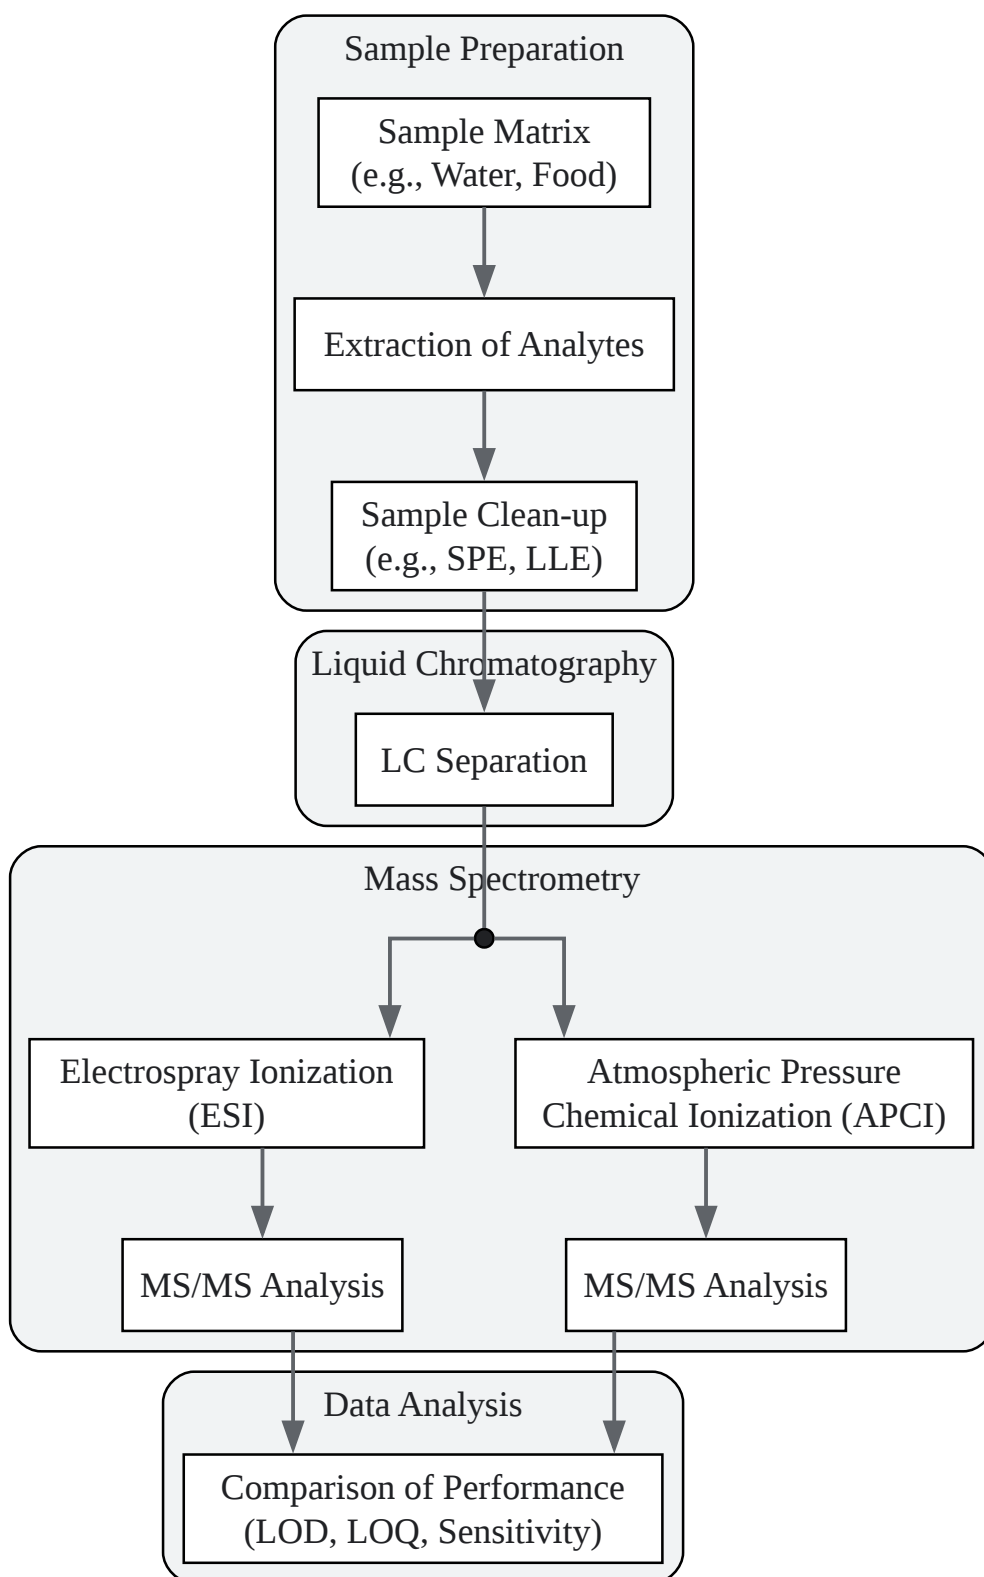 Sample Preparation
Sample Matrix
(e.g., Water, Food)
Extraction of Analytes
Sample Clean-up
(e.g., SPE, LLE)
Liquid Chromatography
LC Separation
Mass Spectrometry
Electrospray Ionization
(ESI)
Atmospheric Pressure
Chemical Ionization (APCI)
MS/MS Analysis
MS/MS Analysis
Data Analysis
Comparison of Performance
(LOD, LOQ, Sensitivity)